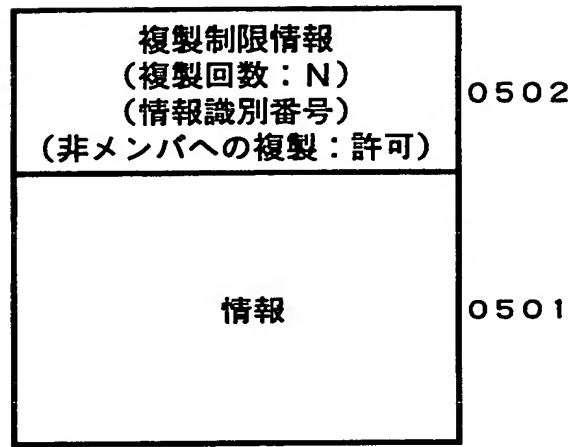 複製制限情報
（複製回数：N）
（情報識別番号）
（非メンバへの複製：許可）
0502
情報
0501